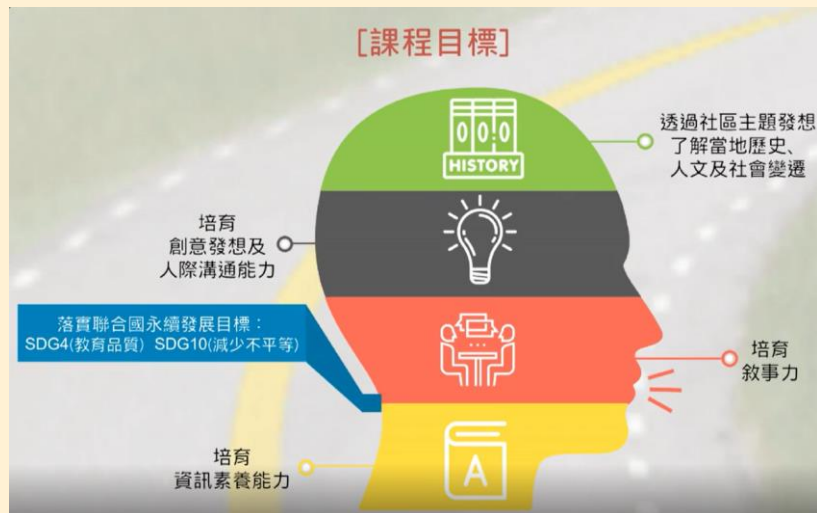 [課程目標]
HISTORY
透過社區主題發想
了解當地歷史、
人文及社會變遷
培育
創意發想及
人際溝通能力
落實聯合國永續發展目標：
SDG4(教育品質) SDG10(減少不平等)
培育
敘事力
培育
資訊素養能力
A